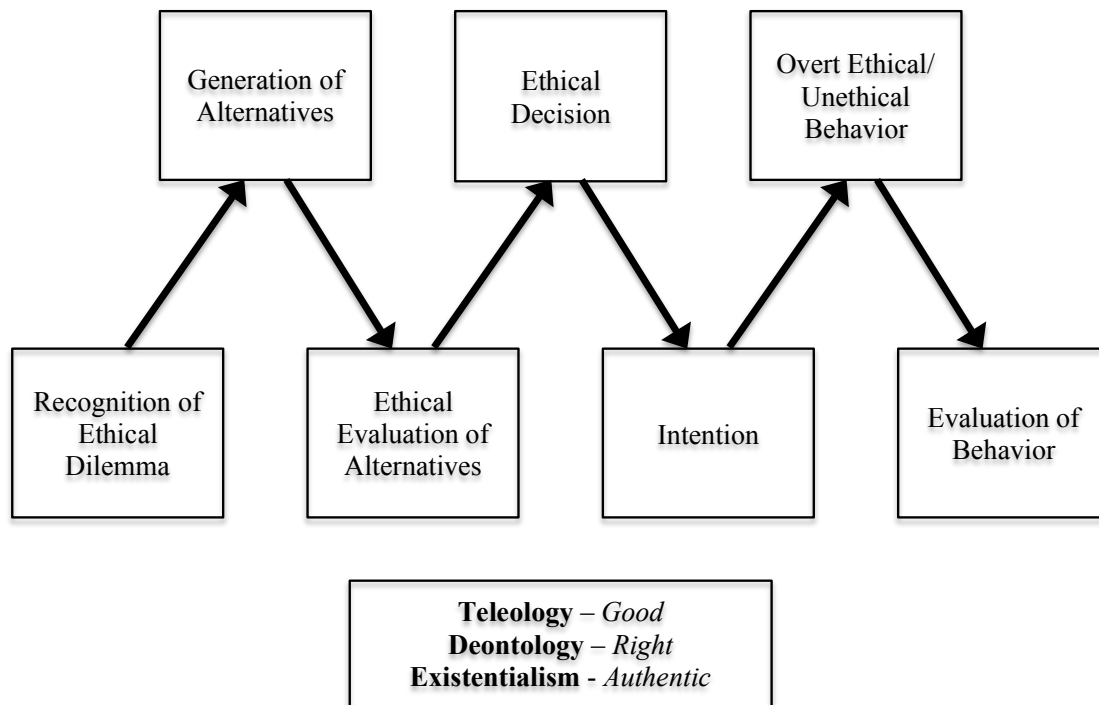 Generation of
Alternatives
Ethical
Decision
Overt Ethical/
Unethical
Behavior
Recognition of
Ethical
Dilemma
Ethical
Evaluation of
Alternatives
Intention
Evaluation of
Behavior
Teleology – Good
Deontology – Right
Existentialism - Authentic